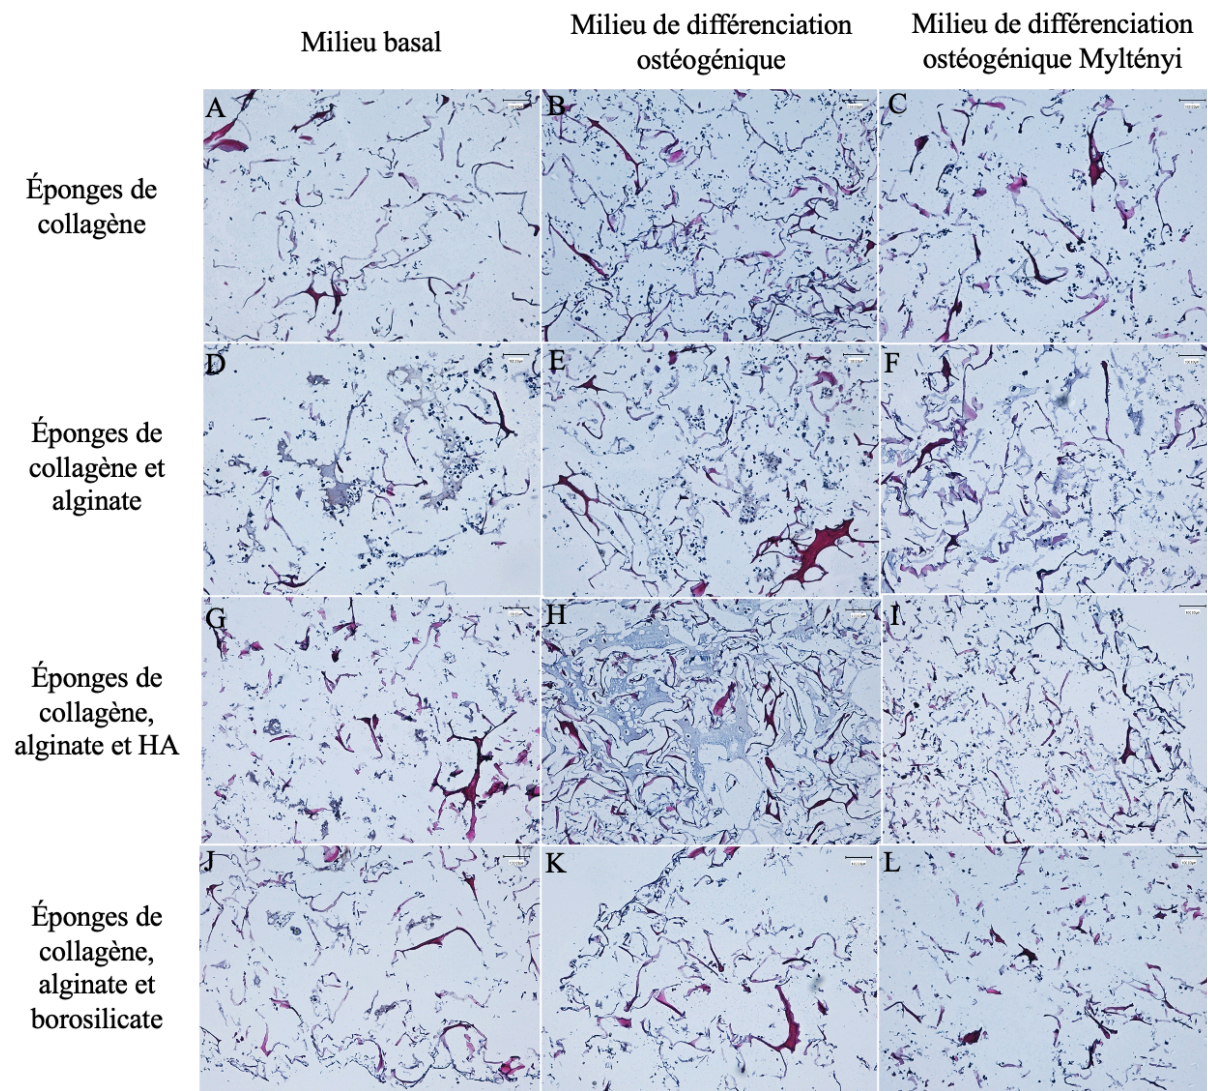 Milieu basal
Milieu de différenciation
ostéogénique
Milieu de différenciation
ostéogénique Myltényi
Éponges de
collagène
A
B
C
Éponges de
collagène et
alginate
D
E
F
Éponges de
collagène,
alginate et HA
G
H
I
Éponges de
collagène,
alginate et
borosilicate
J
K
L